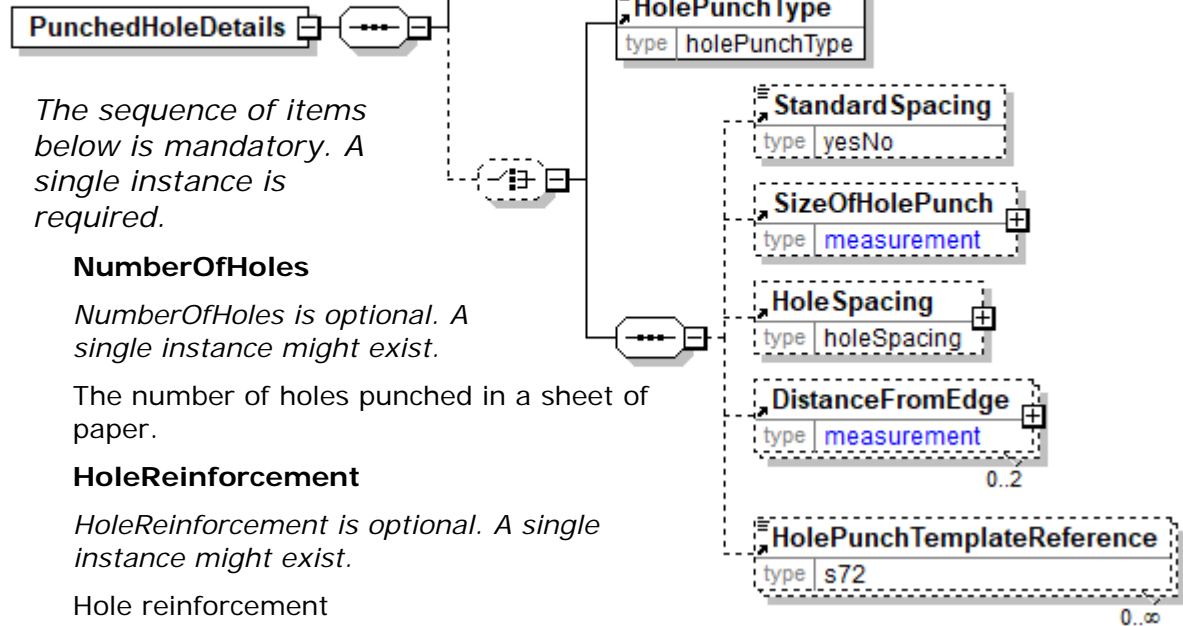 PunchedHoleDetails
The sequence of items
below is mandatory. A
single instance is
required.
NumberOfHoles
NumberOfHoles is optional. A
single instance might exist.
The number of holes punched in a sheet of
paper.
HoleReinforcement
HoleReinforcement is optional. A single
instance might exist.
Hole reinforcement
HolePunchType
type holePunchType
StandardSpacing
type yesNo
SizeOfHolePunch
type measurement
HoleSpacing
type holeSpacing
DistanceFromEdge
type measurement
0..2
HolePunchTemplateReference
type s72
0..∞